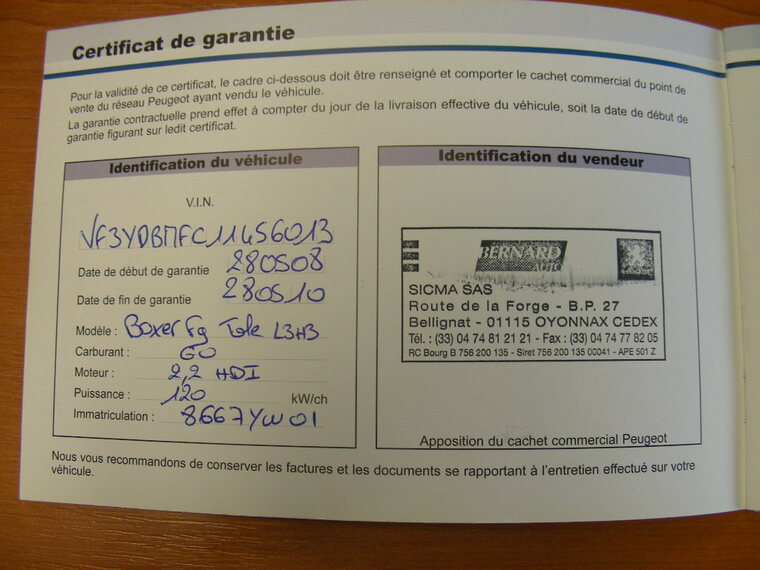 Certificat de garantie
Pour la validité de ce certificat, le cadre ci-dessous doit être renseigné et comporter le cachet commercial du point de
vente du réseau Peugeot ayant vendu le véhicule.
La garantie contractuelle prend effet à compter du jour de la livraison effective du véhicule, soit la date de début de
garantie figurant sur ledit certificat.
Identification du véhicule
V.I.N.
VF3YDBMFC11456013
Date de début de garantie 280508
Date de fin de garantie 280510
Modèle : Boxer Fg Tole L3H3
Carburant : GO
Moteur : 2,2 HDI
Puissance : 120 kW/ch
Immatriculation : 8667YW01
Identification du vendeur
BERNARD
AUTO
PEUGEOT
SICMA SAS
Route de la Forge - B.P. 27
Bellignat - 01115 OYONNAX CEDEX
Tél. : (33) 04 74 81 21 21 - Fax : (33) 04 74 77 82 05
RC Bourg B 756 200 135 - Siret 756 200 135 00041 - APE 501 Z
Apposition du cachet commercial Peugeot
Nous vous recommandons de conserver les factures et les documents se rapportant à l'entretien effectué sur votre
véhicule.